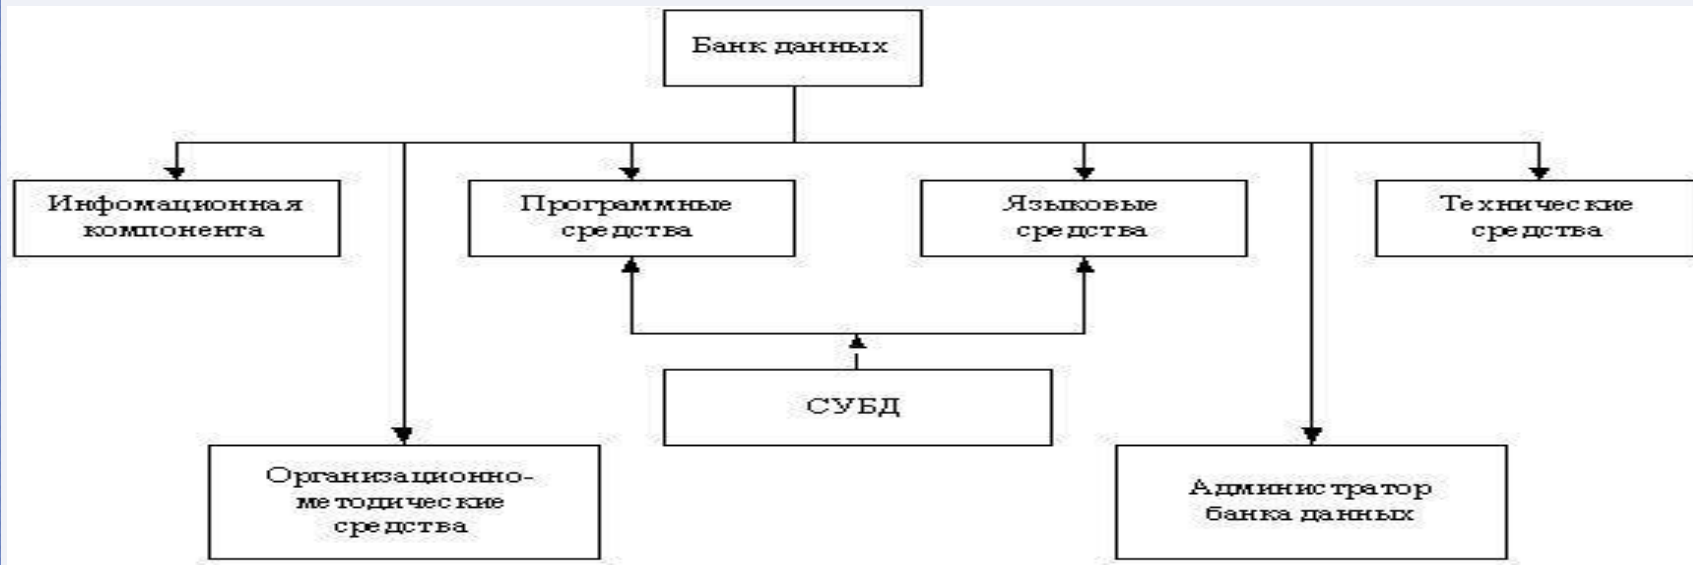 Банк данных
Инфомационная
компонента
Программные
средства
Языковые
средства
Технические
средства
СУБД
Организационно-
методические
средства
Администратор
банка данных